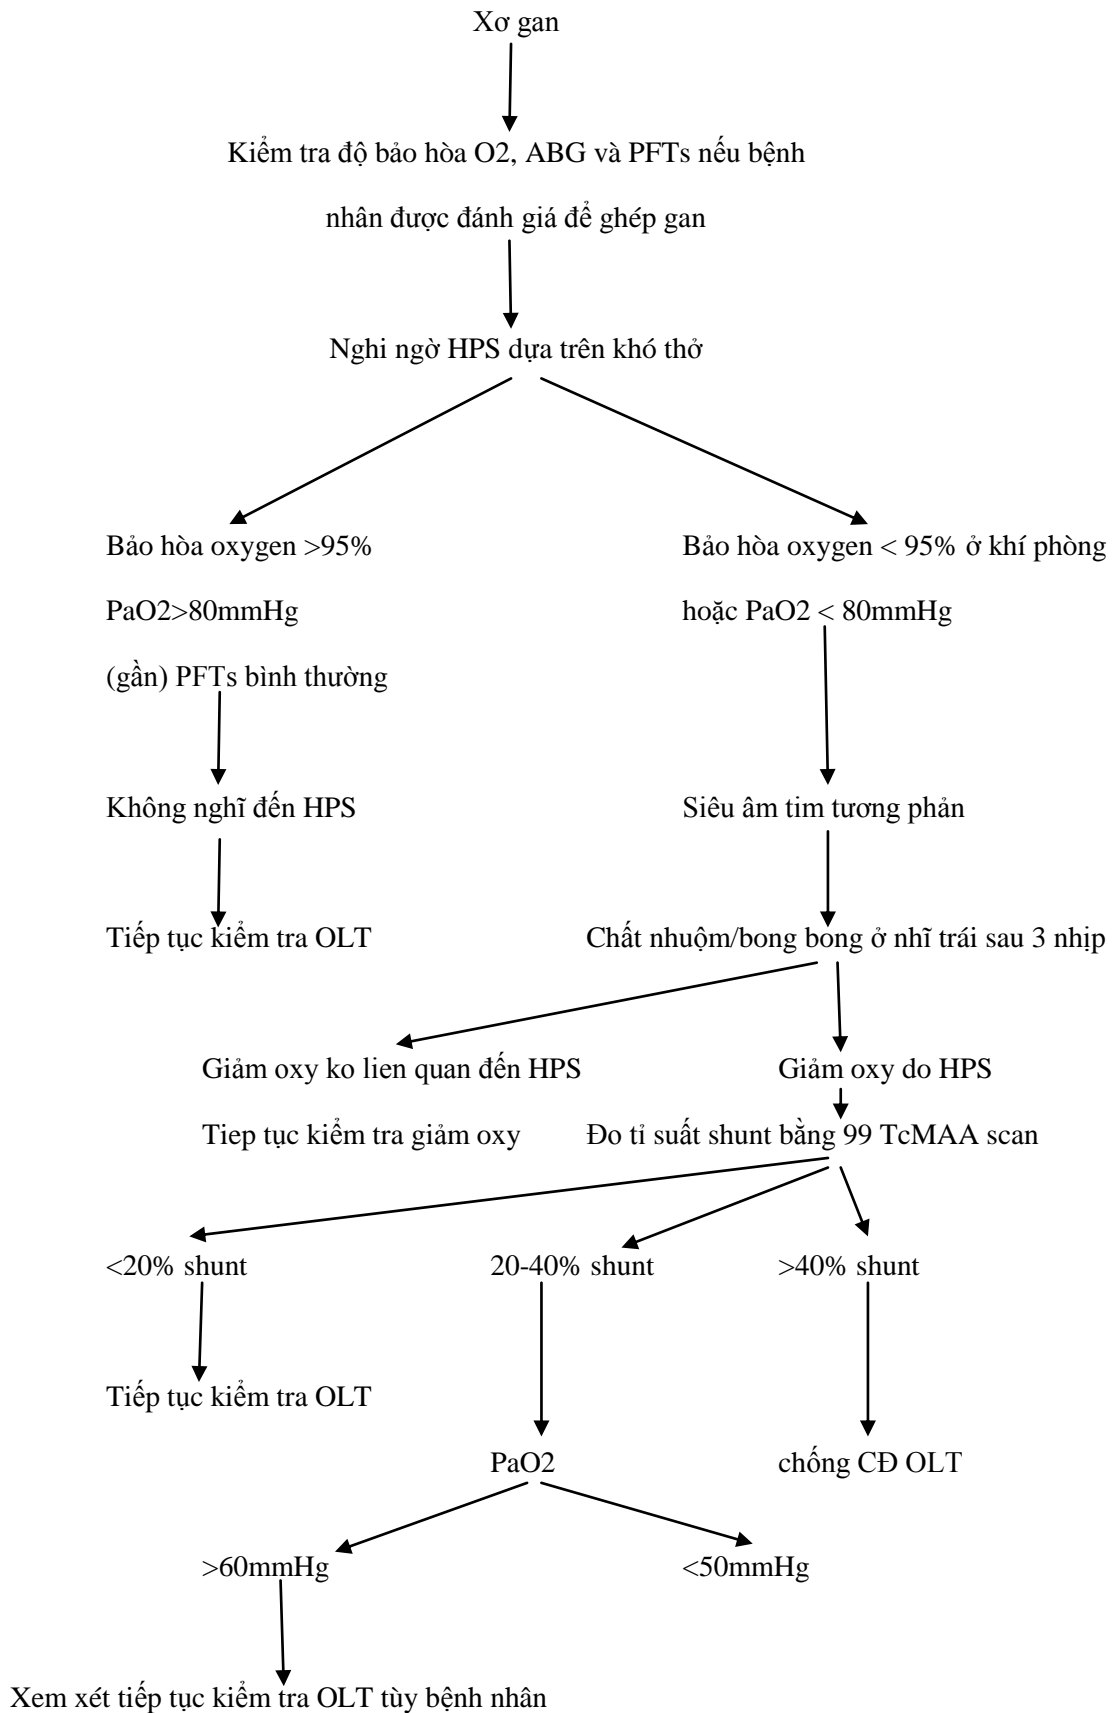 Xơ gan
Kiểm tra độ bảo hòa O2, ABG và PFTs nếu bệnh
nhân được đánh giá để ghép gan
Nghi ngờ HPS dựa trên khó thở
Bảo hòa oxygen >95%
PaO2>80mmHg
(gần) PFTs bình thường
Bảo hòa oxygen < 95% ở khí phòng
hoặc PaO2 < 80mmHg
Không nghĩ đến HPS
Siêu âm tim tương phản
Tiếp tục kiểm tra OLT
Chất nhuộm/bong bong ở nhĩ trái sau 3 nhịp
Giảm oxy ko lien quan đến HPS
Tiep tục kiểm tra giảm oxy
Giảm oxy do HPS
Đo tỉ suất shunt bằng 99 TcMAA scan
<20% shunt
20-40% shunt
>40% shunt
Tiếp tục kiểm tra OLT
PaO2
chống CĐ OLT
>60mmHg
<50mmHg
Xem xét tiếp tục kiểm tra OLT tùy bệnh nhân